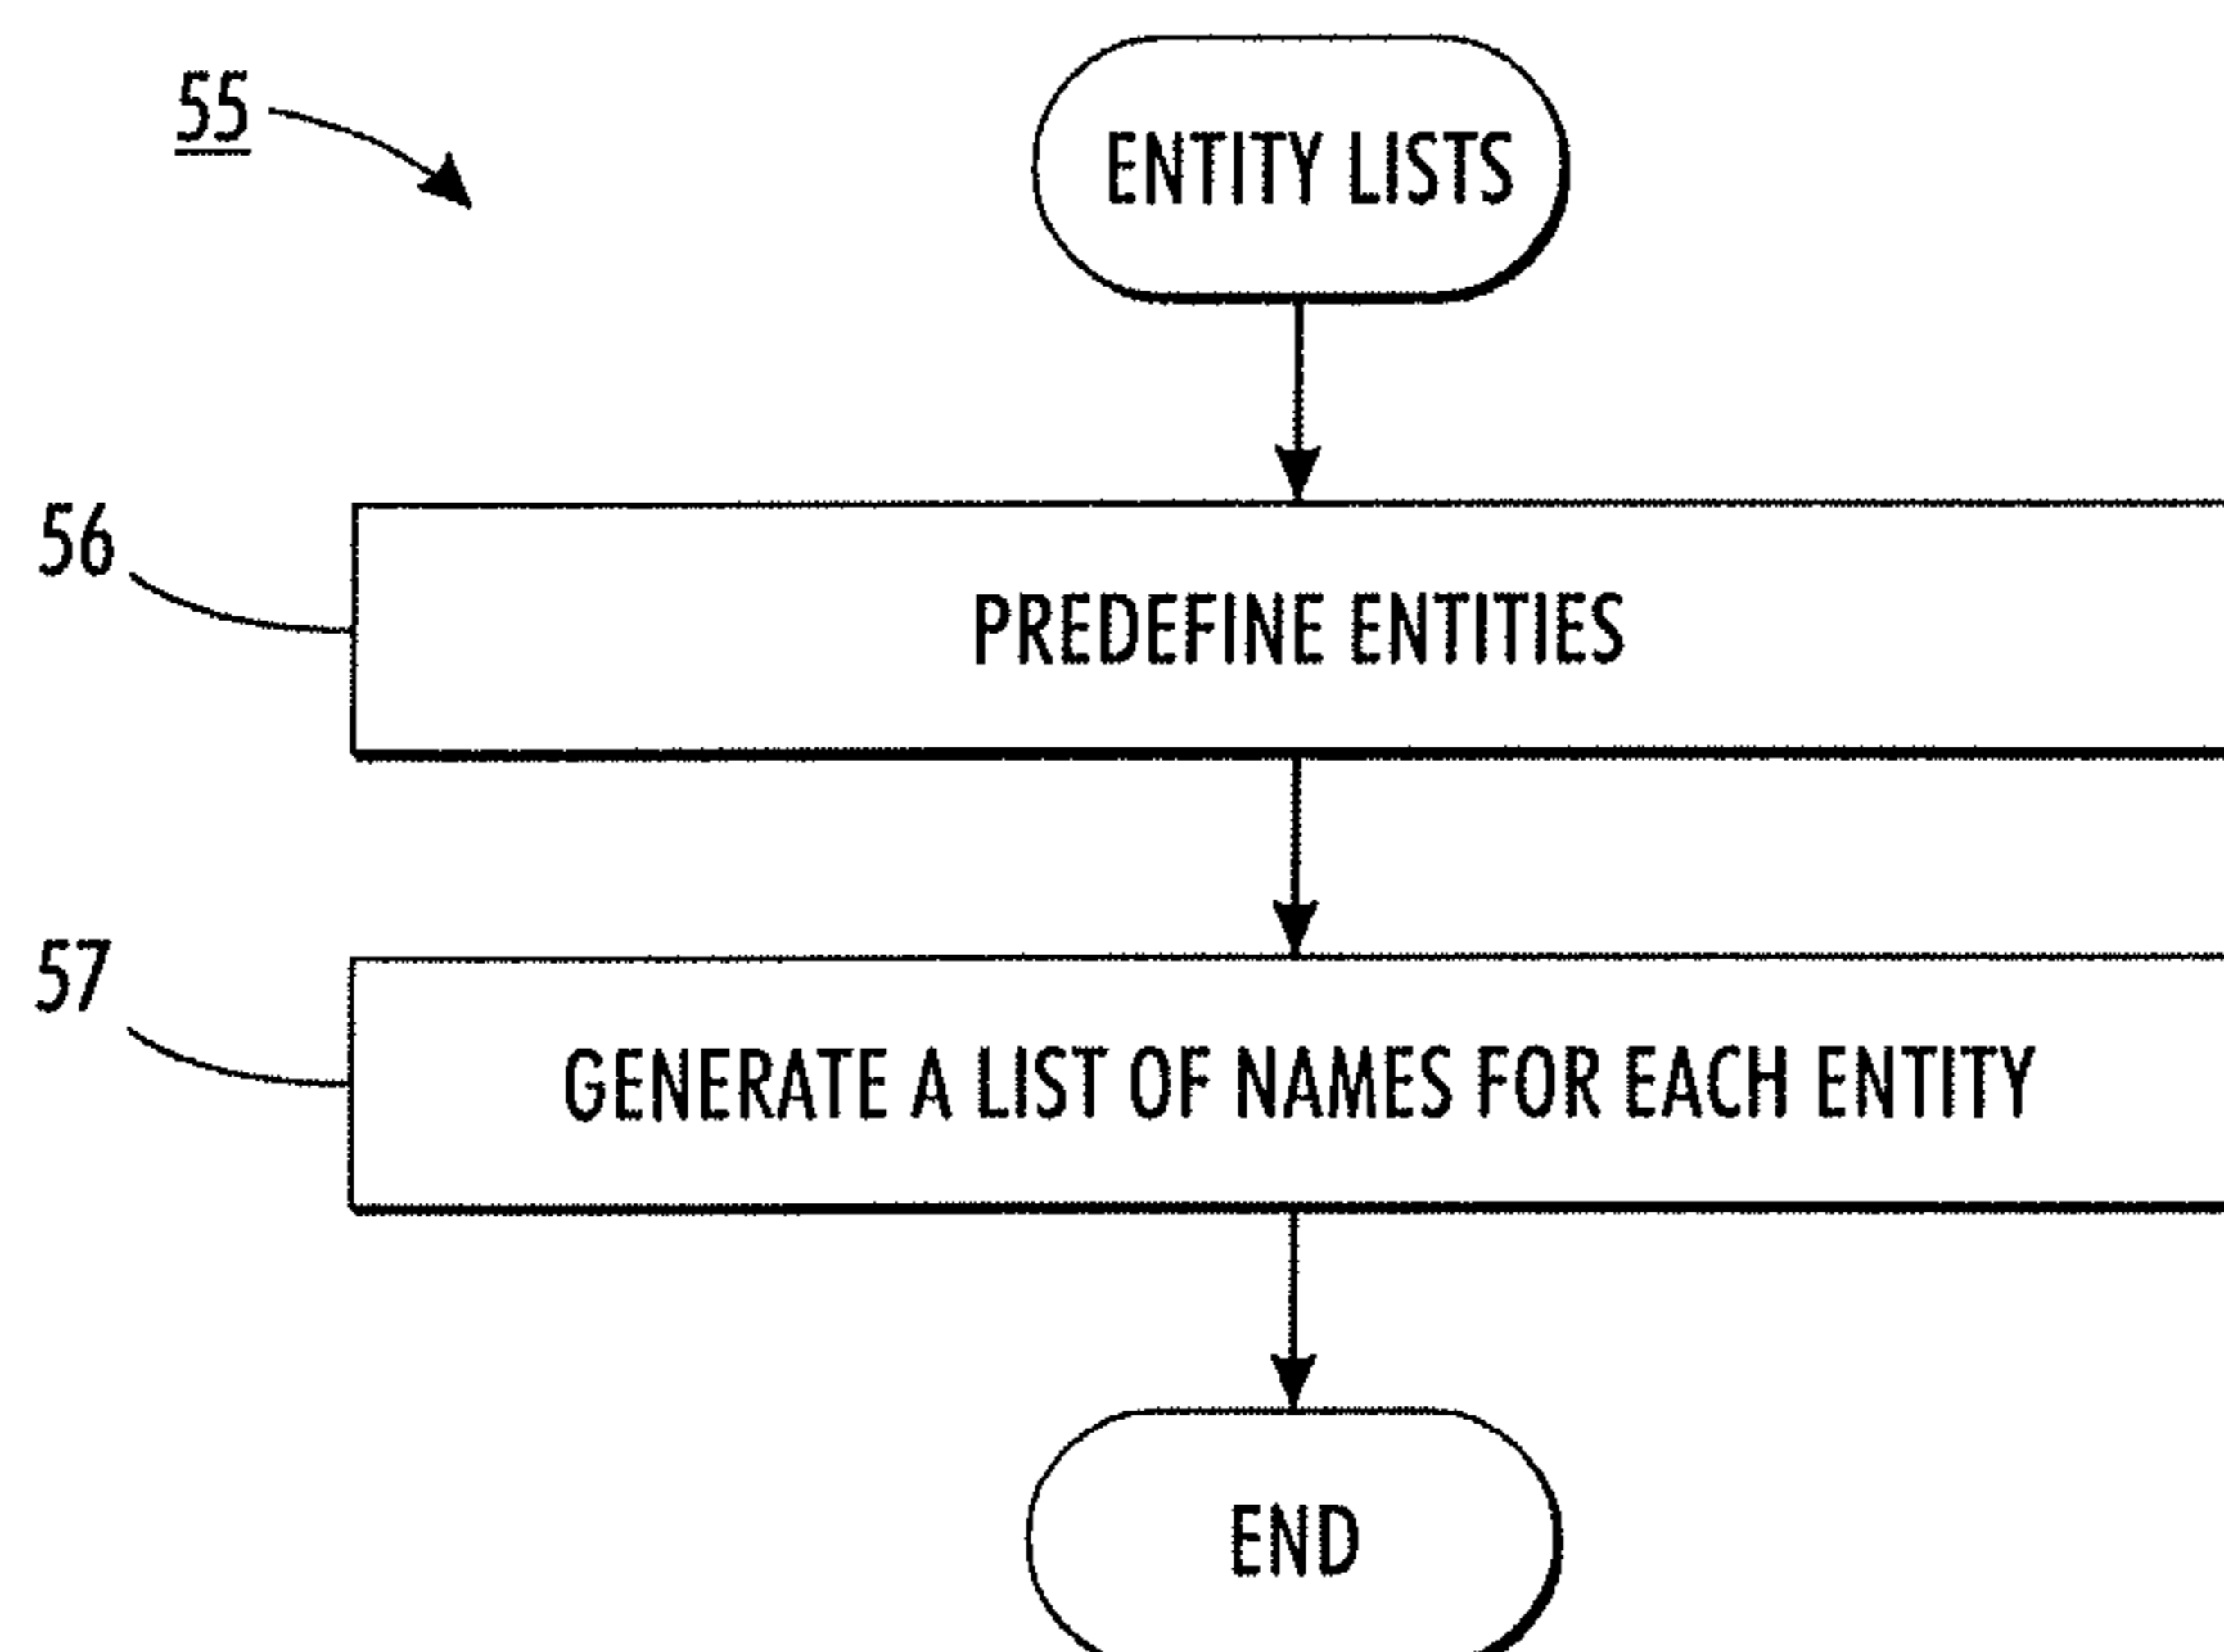 55
ENTITY LISTS
56
PREDEFINE ENTITIES
57
GENERATE A LIST OF NAMES FOR EACH ENTITY
END